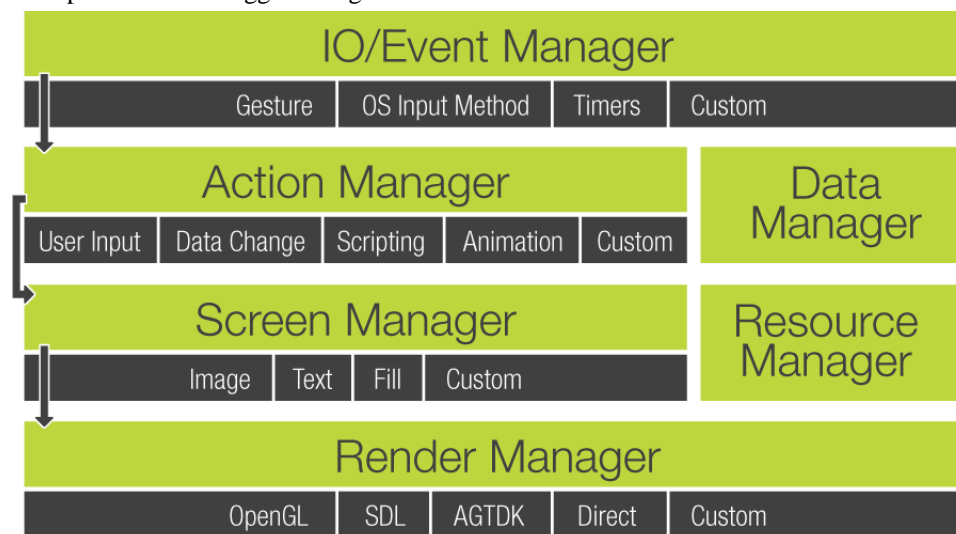 IO/Event Manager
Gesture OS Input Method Timers Custom
Action Manager
User Input Data Change Scripting Animation Custom
Data
Manager
Screen Manager
Image Text Fill Custom
Resource
Manager
Render Manager
OpenGL SDL AGTDK Direct Custom